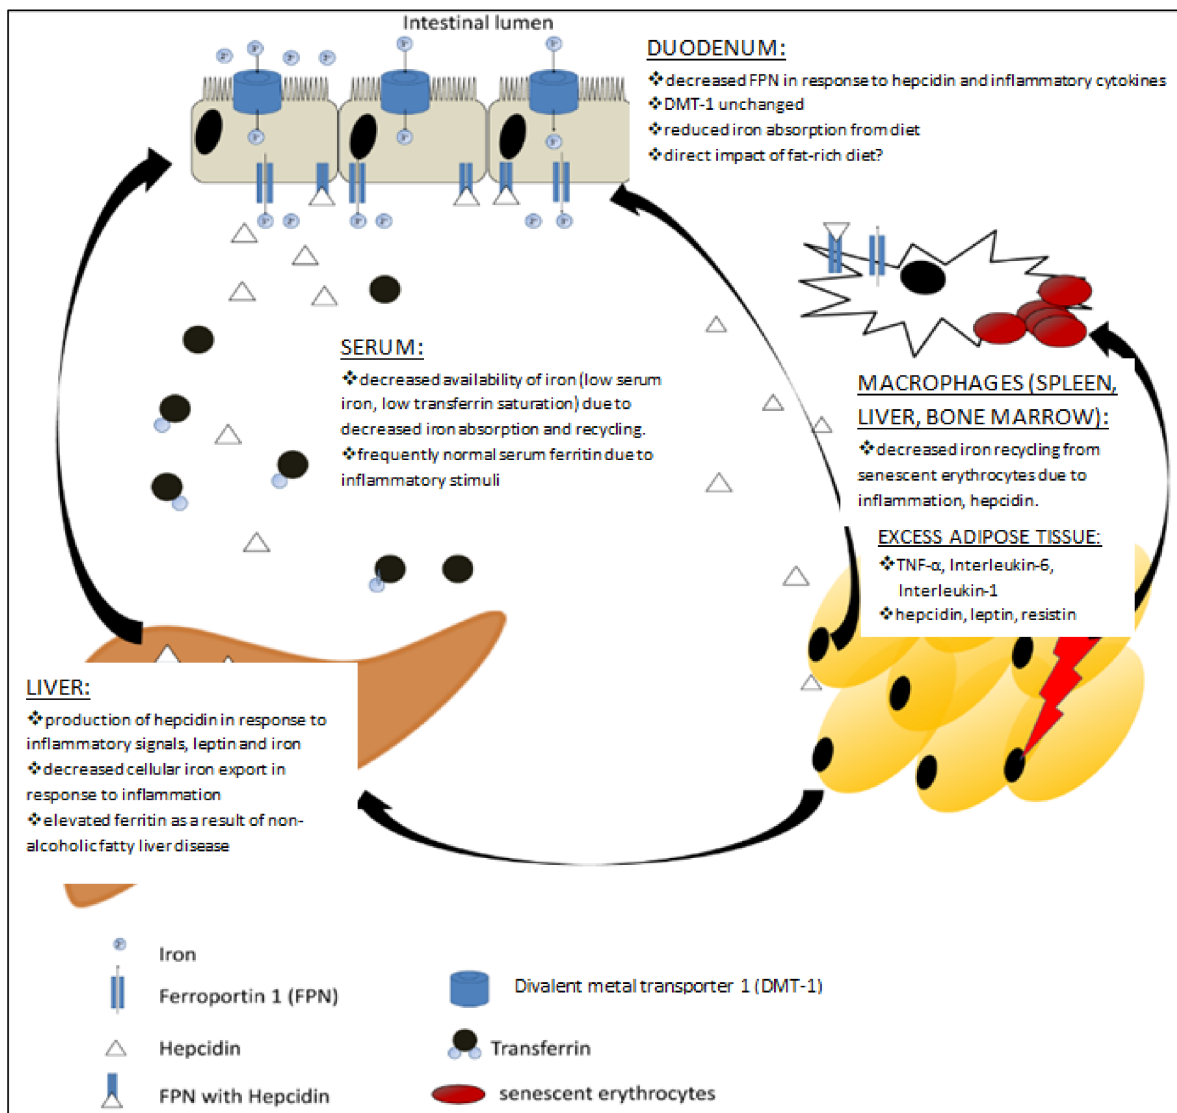 Intestinal lumen
DUODENUM:
❖decreased FPN in response to hepcidin and inflammatory cytokines
❖DMT-1 unchanged
❖reduced iron absorption from diet
❖direct impact of fat-rich diet?
SERUM:
❖decreased availability of iron (low serum
iron, low transferrin saturation) due to
decreased iron absorption and recycling.
❖frequently normal serum ferritin due to
inflammatory stimuli
MACROPHAGES (SPLEEN,
LIVER, BONE MARROW):
❖decreased iron recycling from
senescent erythrocytes due to
inflammation, hepcidin.
EXCESS ADIPOSE TISSUE:
❖TNF-α, Interleukin-6,
Interleukin-1
❖hepcidin, leptin, resistin
LIVER:
❖production of hepcidin in response to
inflammatory signals, leptin and iron
❖decreased cellular iron export in
response to inflammation
❖elevated ferritin as a result of non-
alcoholic fatty liver disease
Iron
Ferroportin 1 (FPN)
Hepcidin
FPN with Hepcidin
Divalent metal transporter 1 (DMT-1)
Transferrin
senescent erythrocytes